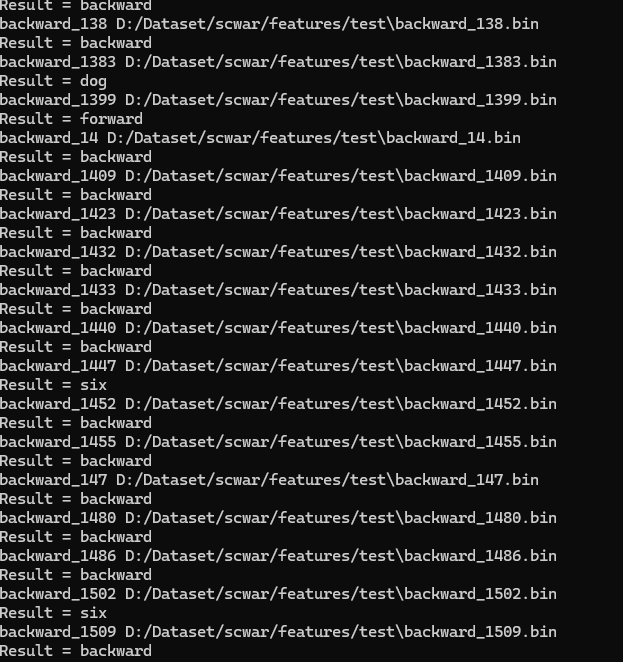 Result = backward
backward_138 D:/Dataset/scwar/features/test\backward_138.bin
Result = backward
backward_1383 D:/Dataset/scwar/features/test\backward_1383.bin
Result = dog
backward_1399 D:/Dataset/scwar/features/test\backward_1399.bin
Result = forward
backward_14 D:/Dataset/scwar/features/test\backward_14.bin
Result = backward
backward_1409 D:/Dataset/scwar/features/test\backward_1409.bin
Result = backward
backward_1423 D:/Dataset/scwar/features/test\backward_1423.bin
Result = backward
backward_1432 D:/Dataset/scwar/features/test\backward_1432.bin
Result = backward
backward_1433 D:/Dataset/scwar/features/test\backward_1433.bin
Result = backward
backward_1440 D:/Dataset/scwar/features/test\backward_1440.bin
Result = backward
backward_1447 D:/Dataset/scwar/features/test\backward_1447.bin
Result = six
backward_1452 D:/Dataset/scwar/features/test\backward_1452.bin
Result = backward
backward_1455 D:/Dataset/scwar/features/test\backward_1455.bin
Result = backward
backward_147 D:/Dataset/scwar/features/test\backward_147.bin
Result = backward
backward_1480 D:/Dataset/scwar/features/test\backward_1480.bin
Result = backward
backward_1486 D:/Dataset/scwar/features/test\backward_1486.bin
Result = backward
backward_1502 D:/Dataset/scwar/features/test\backward_1502.bin
Result = six
backward_1509 D:/Dataset/scwar/features/test\backward_1509.bin
Result = backward